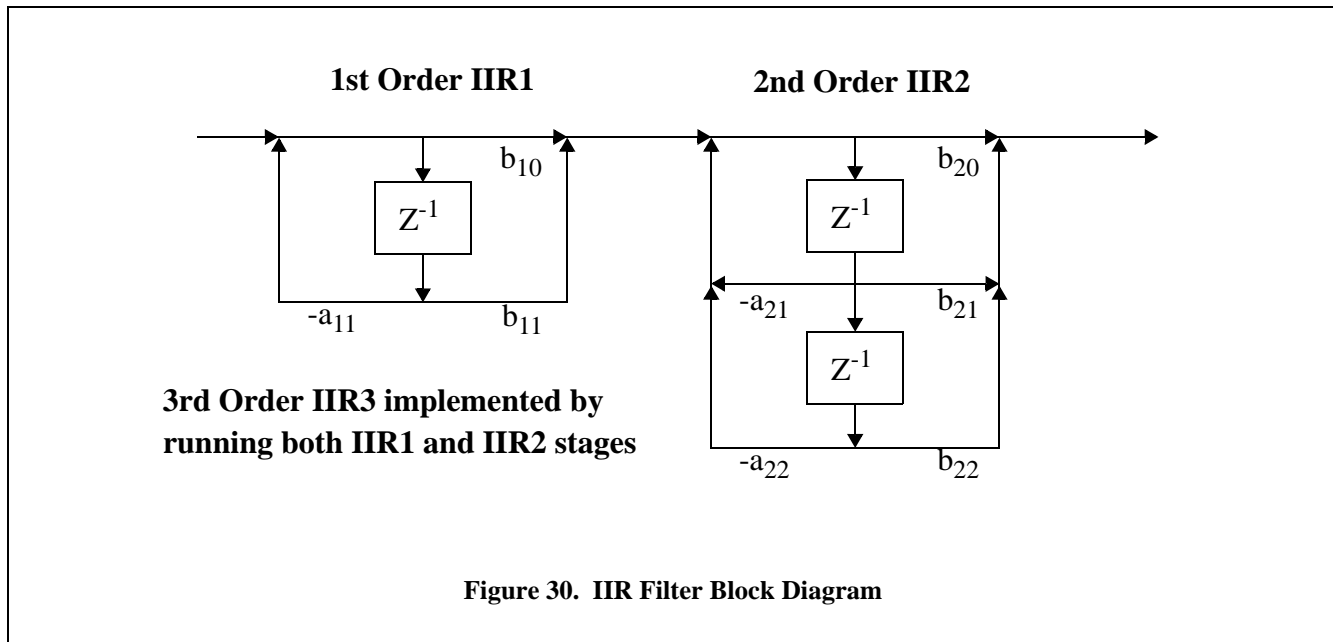 1st Order IIR1
2nd Order IIR2
b10
b20
Z-1
Z-1
-a11
b11
-a21
b21
Z-1
3rd Order IIR3 implemented by
running both IIR1 and IIR2 stages
-a22
b22
Figure 30. IIR Filter Block Diagram